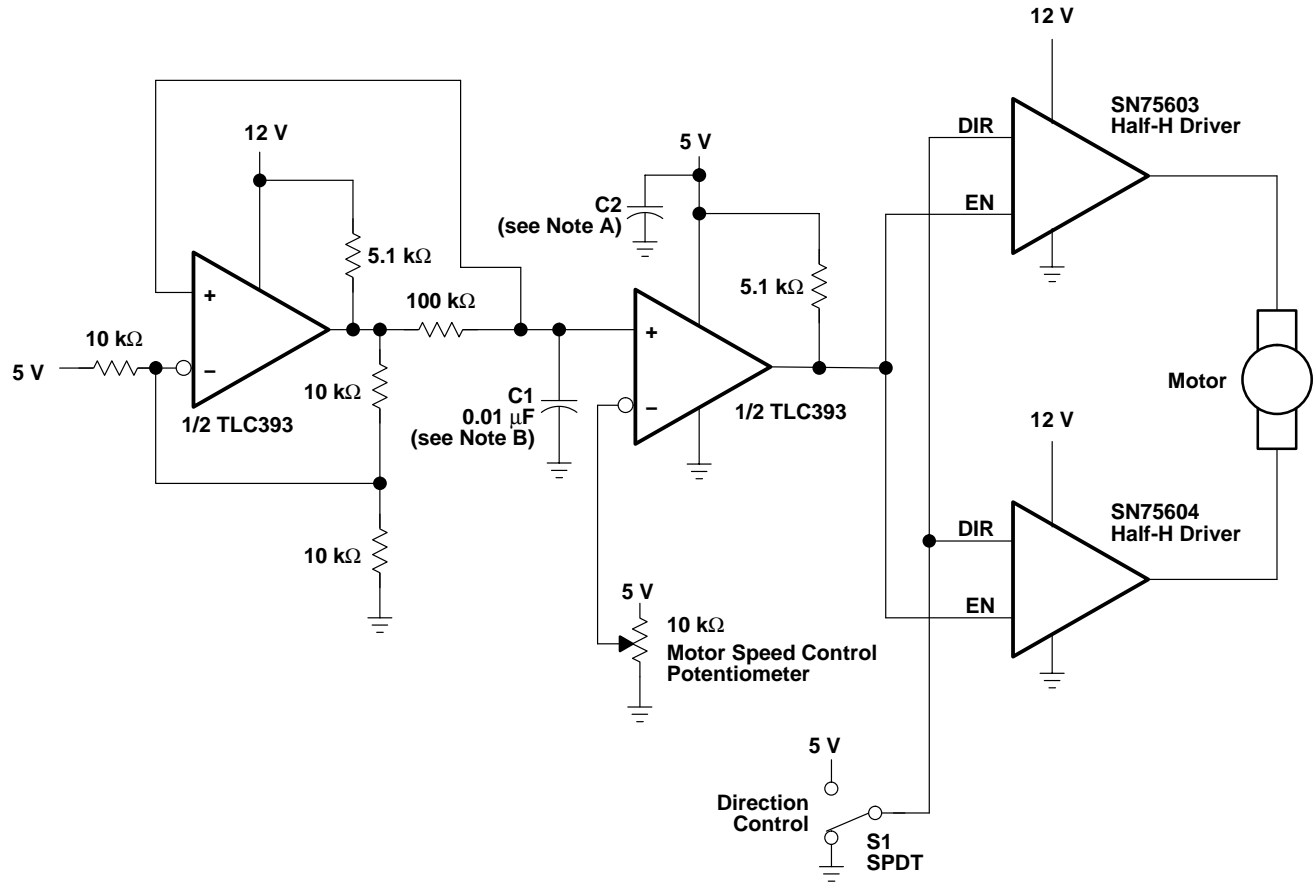 12 V
SN75603
Half-H Driver
DIR
EN
12 V
5 V
C2
(see Note A)
5.1 kΩ
5.1 kΩ
100 kΩ
+
−
10 kΩ
5 V
1/2 TLC393
10 kΩ
C1
0.01 μF
(see Note B)
+
−
1/2 TLC393
Motor
12 V
SN75604
Half-H Driver
DIR
EN
10 kΩ
5 V
10 kΩ
Motor Speed Control
Potentiometer
5 V
Direction
Control
S1
SPDT